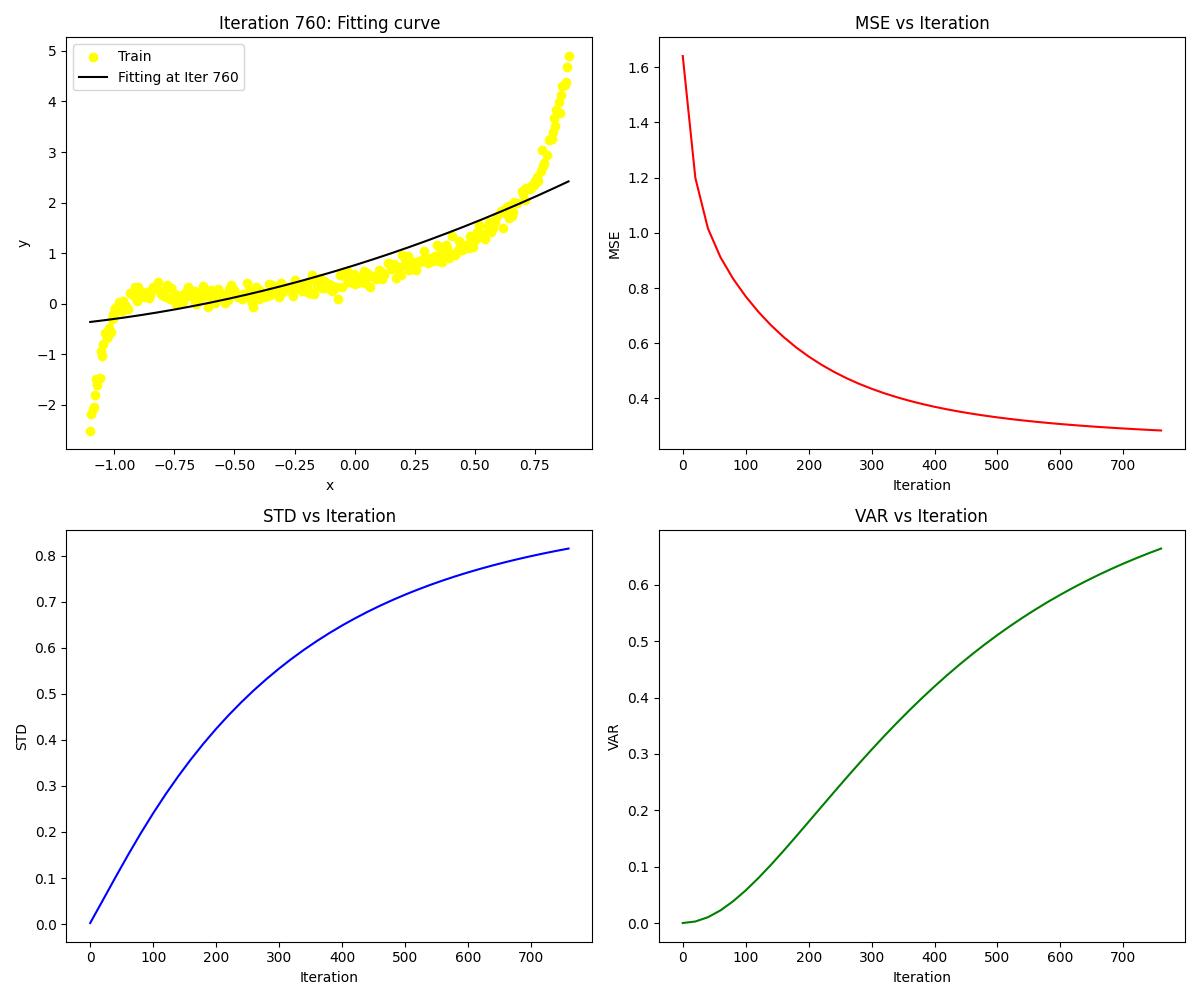 Iteration 760: Fitting curve
Train
Fitting at Iter 760
5
4
3
2
1
0
−1
−2
y
−1.00 −0.75 −0.50 −0.25 0.00 0.25 0.50 0.75
x
MSE vs Iteration
1.6
1.4
1.2
1.0
0.8
0.6
0.4
MSE
0 100 200 300 400 500 600 700
Iteration
STD vs Iteration
0.8
0.7
0.6
0.5
0.4
0.3
0.2
0.1
0.0
STD
0 100 200 300 400 500 600 700
Iteration
VAR vs Iteration
0.6
0.5
0.4
0.3
0.2
0.1
0.0
VAR
0 100 200 300 400 500 600 700
Iteration